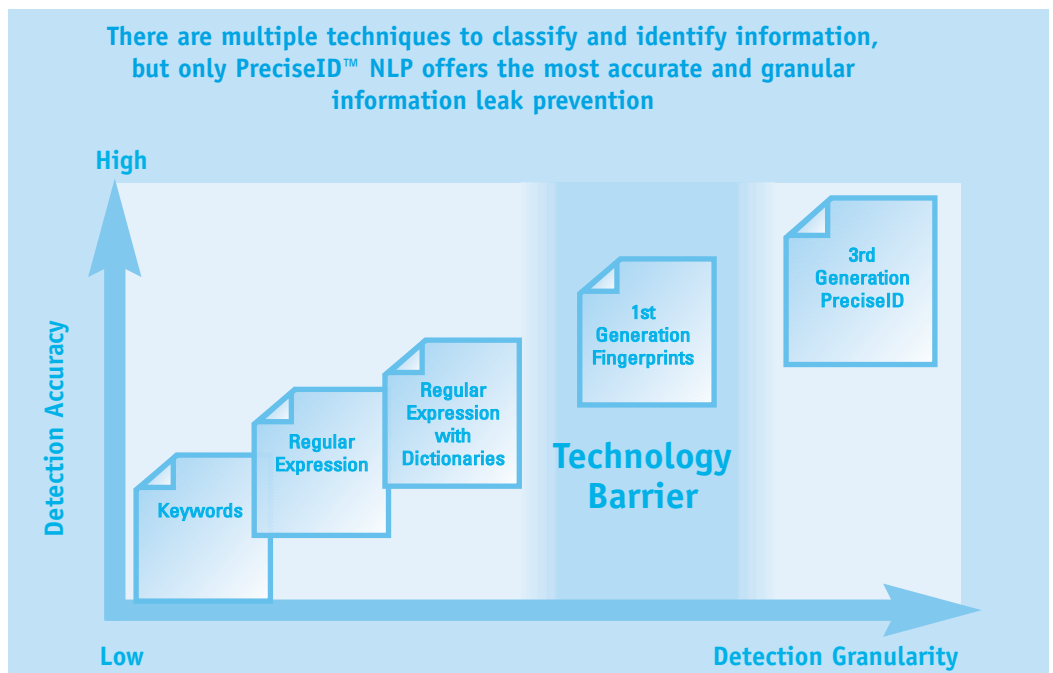 There are multiple techniques to classify and identify information,
but only PreciseID™ NLP offers the most accurate and granular
information leak prevention
High
3rd
Generation
PreciseID
1st
Generation
Fingerprints
Regular
Expression
with
Dictionaries
Regular
Expression
Keywords
Technology
Barrier
Detection Accuracy
Low
Detection Granularity